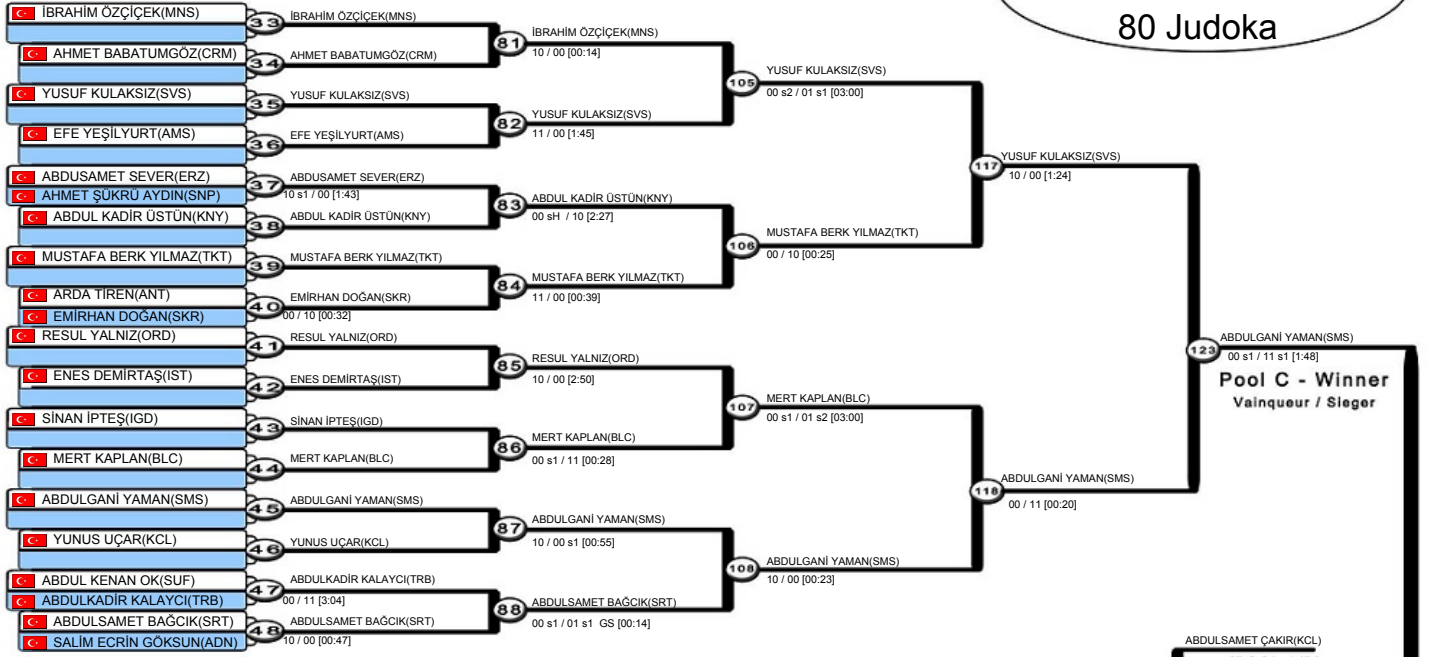 80 Judoka
İBRAHİM ÖZÇİÇEK(MNS)
AHMET BABATUMGÖZ(CRM)
YUSUF KULAKSIZ(SVS)
EFE YEŞİLYURT(AMS)
ABDUSAMET SEVER(ERZ)
AHMET ŞÜKRÜ AYDIN(SNP)
ABDUL KADİR ÜSTÜN(KNY)
MUSTAFA BERK YILMAZ(TKT)
ARDA TİREN(ANT)
EMİRHAN DOĞAN(SKR)
RESUL YALNIZ(ORD)
ENES DEMİRTAŞ(IST)
SİNAN İPTEŞ(IGD)
MERT KAPLAN(BLC)
ABDULGANİ YAMAN(SMS)
YUNUS UÇAR(KCL)
ABDUL KENAN OK(SUF)
ABDULKADİR KALAYCI(TRB)
ABDULSAMET BAĞCIK(SRT)
SALİM ECRİN GÖKSUN(ADN)
33 İBRAHİM ÖZÇİÇEK(MNS)
34 AHMET BABATUMGÖZ(CRM)
35 YUSUF KULAKSIZ(SVS)
36 EFE YEŞİLYURT(AMS)
37 ABDUSAMET SEVER(ERZ)
10 s1 / 00 [1:43]
38 ABDUL KADİR ÜSTÜN(KNY)
39 MUSTAFA BERK YILMAZ(TKT)
40 EMİRHAN DOĞAN(SKR)
00 / 10 [00:32]
41 RESUL YALNIZ(ORD)
42 ENES DEMİRTAŞ(IST)
43 SİNAN İPTEŞ(IGD)
44 MERT KAPLAN(BLC)
45 ABDULGANİ YAMAN(SMS)
46 YUNUS UÇAR(KCL)
47 ABDULKADİR KALAYCI(TRB)
00 / 11 [3:04]
48 ABDULSAMET BAĞCIK(SRT)
10 / 00 [00:47]
81 İBRAHİM ÖZÇİÇEK(MNS)
10 / 00 [00:14]
82 YUSUF KULAKSIZ(SVS)
11 / 00 [1:45]
83 ABDUL KADİR ÜSTÜN(KNY)
00 sH / 10 [2:27]
84 MUSTAFA BERK YILMAZ(TKT)
11 / 00 [00:39]
85 RESUL YALNIZ(ORD)
10 / 00 [2:50]
86 MERT KAPLAN(BLC)
00 s1 / 11 [00:28]
87 ABDULGANİ YAMAN(SMS)
10 / 00 s1 [00:55]
88 ABDULSAMET BAĞCIK(SRT)
00 s1 / 01 s1 GS [00:14]
105 YUSUF KULAKSIZ(SVS)
00 s2 / 01 s1 [03:00]
106 MUSTAFA BERK YILMAZ(TKT)
00 / 10 [00:25]
107 MERT KAPLAN(BLC)
00 s1 / 01 s2 [03:00]
108 ABDULGANİ YAMAN(SMS)
10 / 00 [00:23]
117 YUSUF KULAKSIZ(SVS)
10 / 00 [1:24]
118 ABDULGANİ YAMAN(SMS)
00 / 11 [00:20]
123 ABDULGANİ YAMAN(SMS)
00 s1 / 11 s1 [1:48]
Pool C - Winner
Vainqueur / Sieger
ABDULSAMET ÇAKIR(KCL)